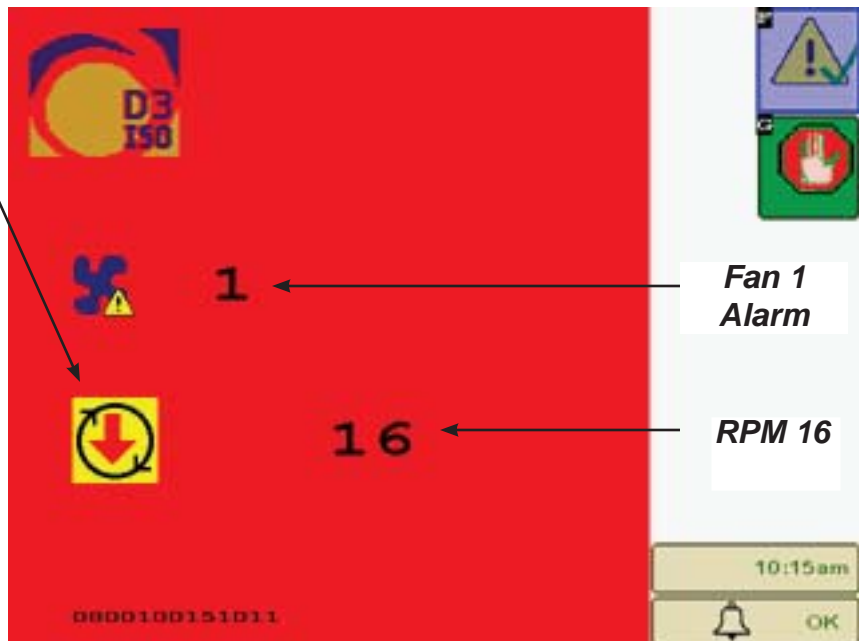 D3
ISO
F
G
1
Fan 1
Alarm
16
RPM 16
10:15am
0800100151011
OK